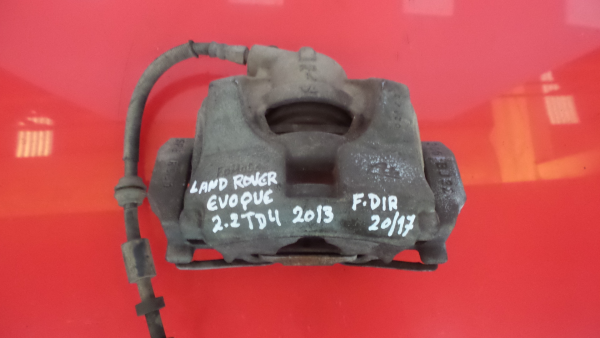 LAND ROVER
EVOQUE
2.2TD4 2013
F.DIR
20/17